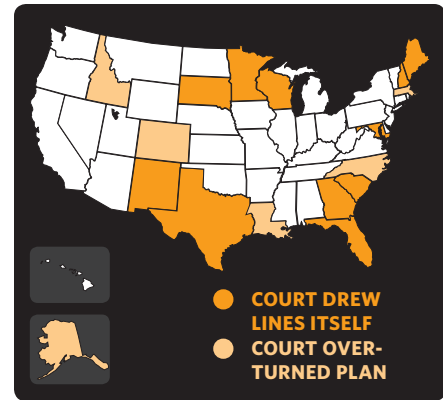 COURT DREW
LINES ITSELF
COURT OVER-
TURNED PLAN